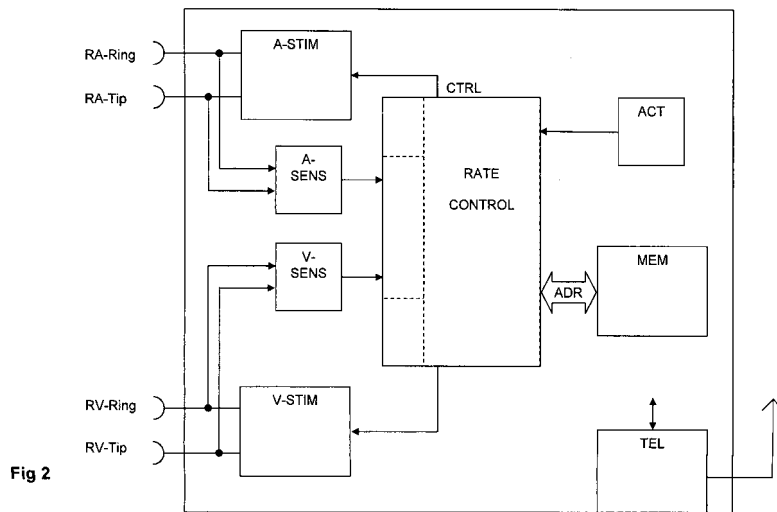 RA-Ring
A-STIM
RA-Tip
CTRL
ACT
A-
SENS
RATE
CONTROL
V-
SENS
MEM
ADR
RV-Ring
V-STIM
RV-Tip
TEL
Fig 2